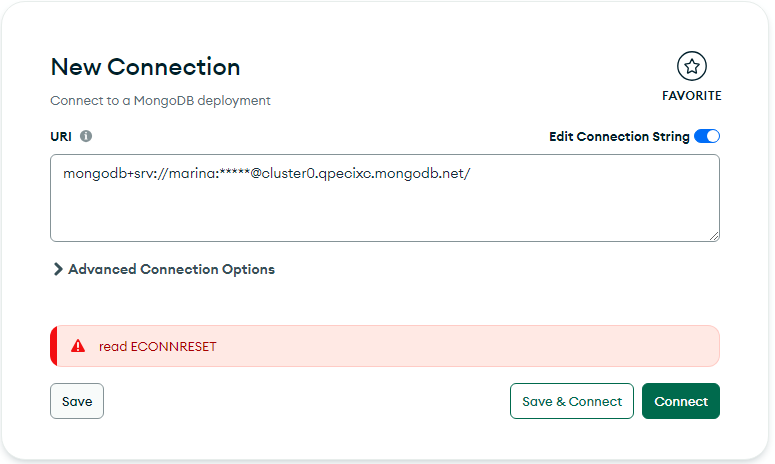 New Connection
FAVORITE
Connect to a MongoDB deployment
URI
Edit Connection String
mongodb+srv://marina:*****@cluster0.qpecixc.mongodb.net/
Advanced Connection Options
read ECONNRESET
Save
Save & Connect
Connect